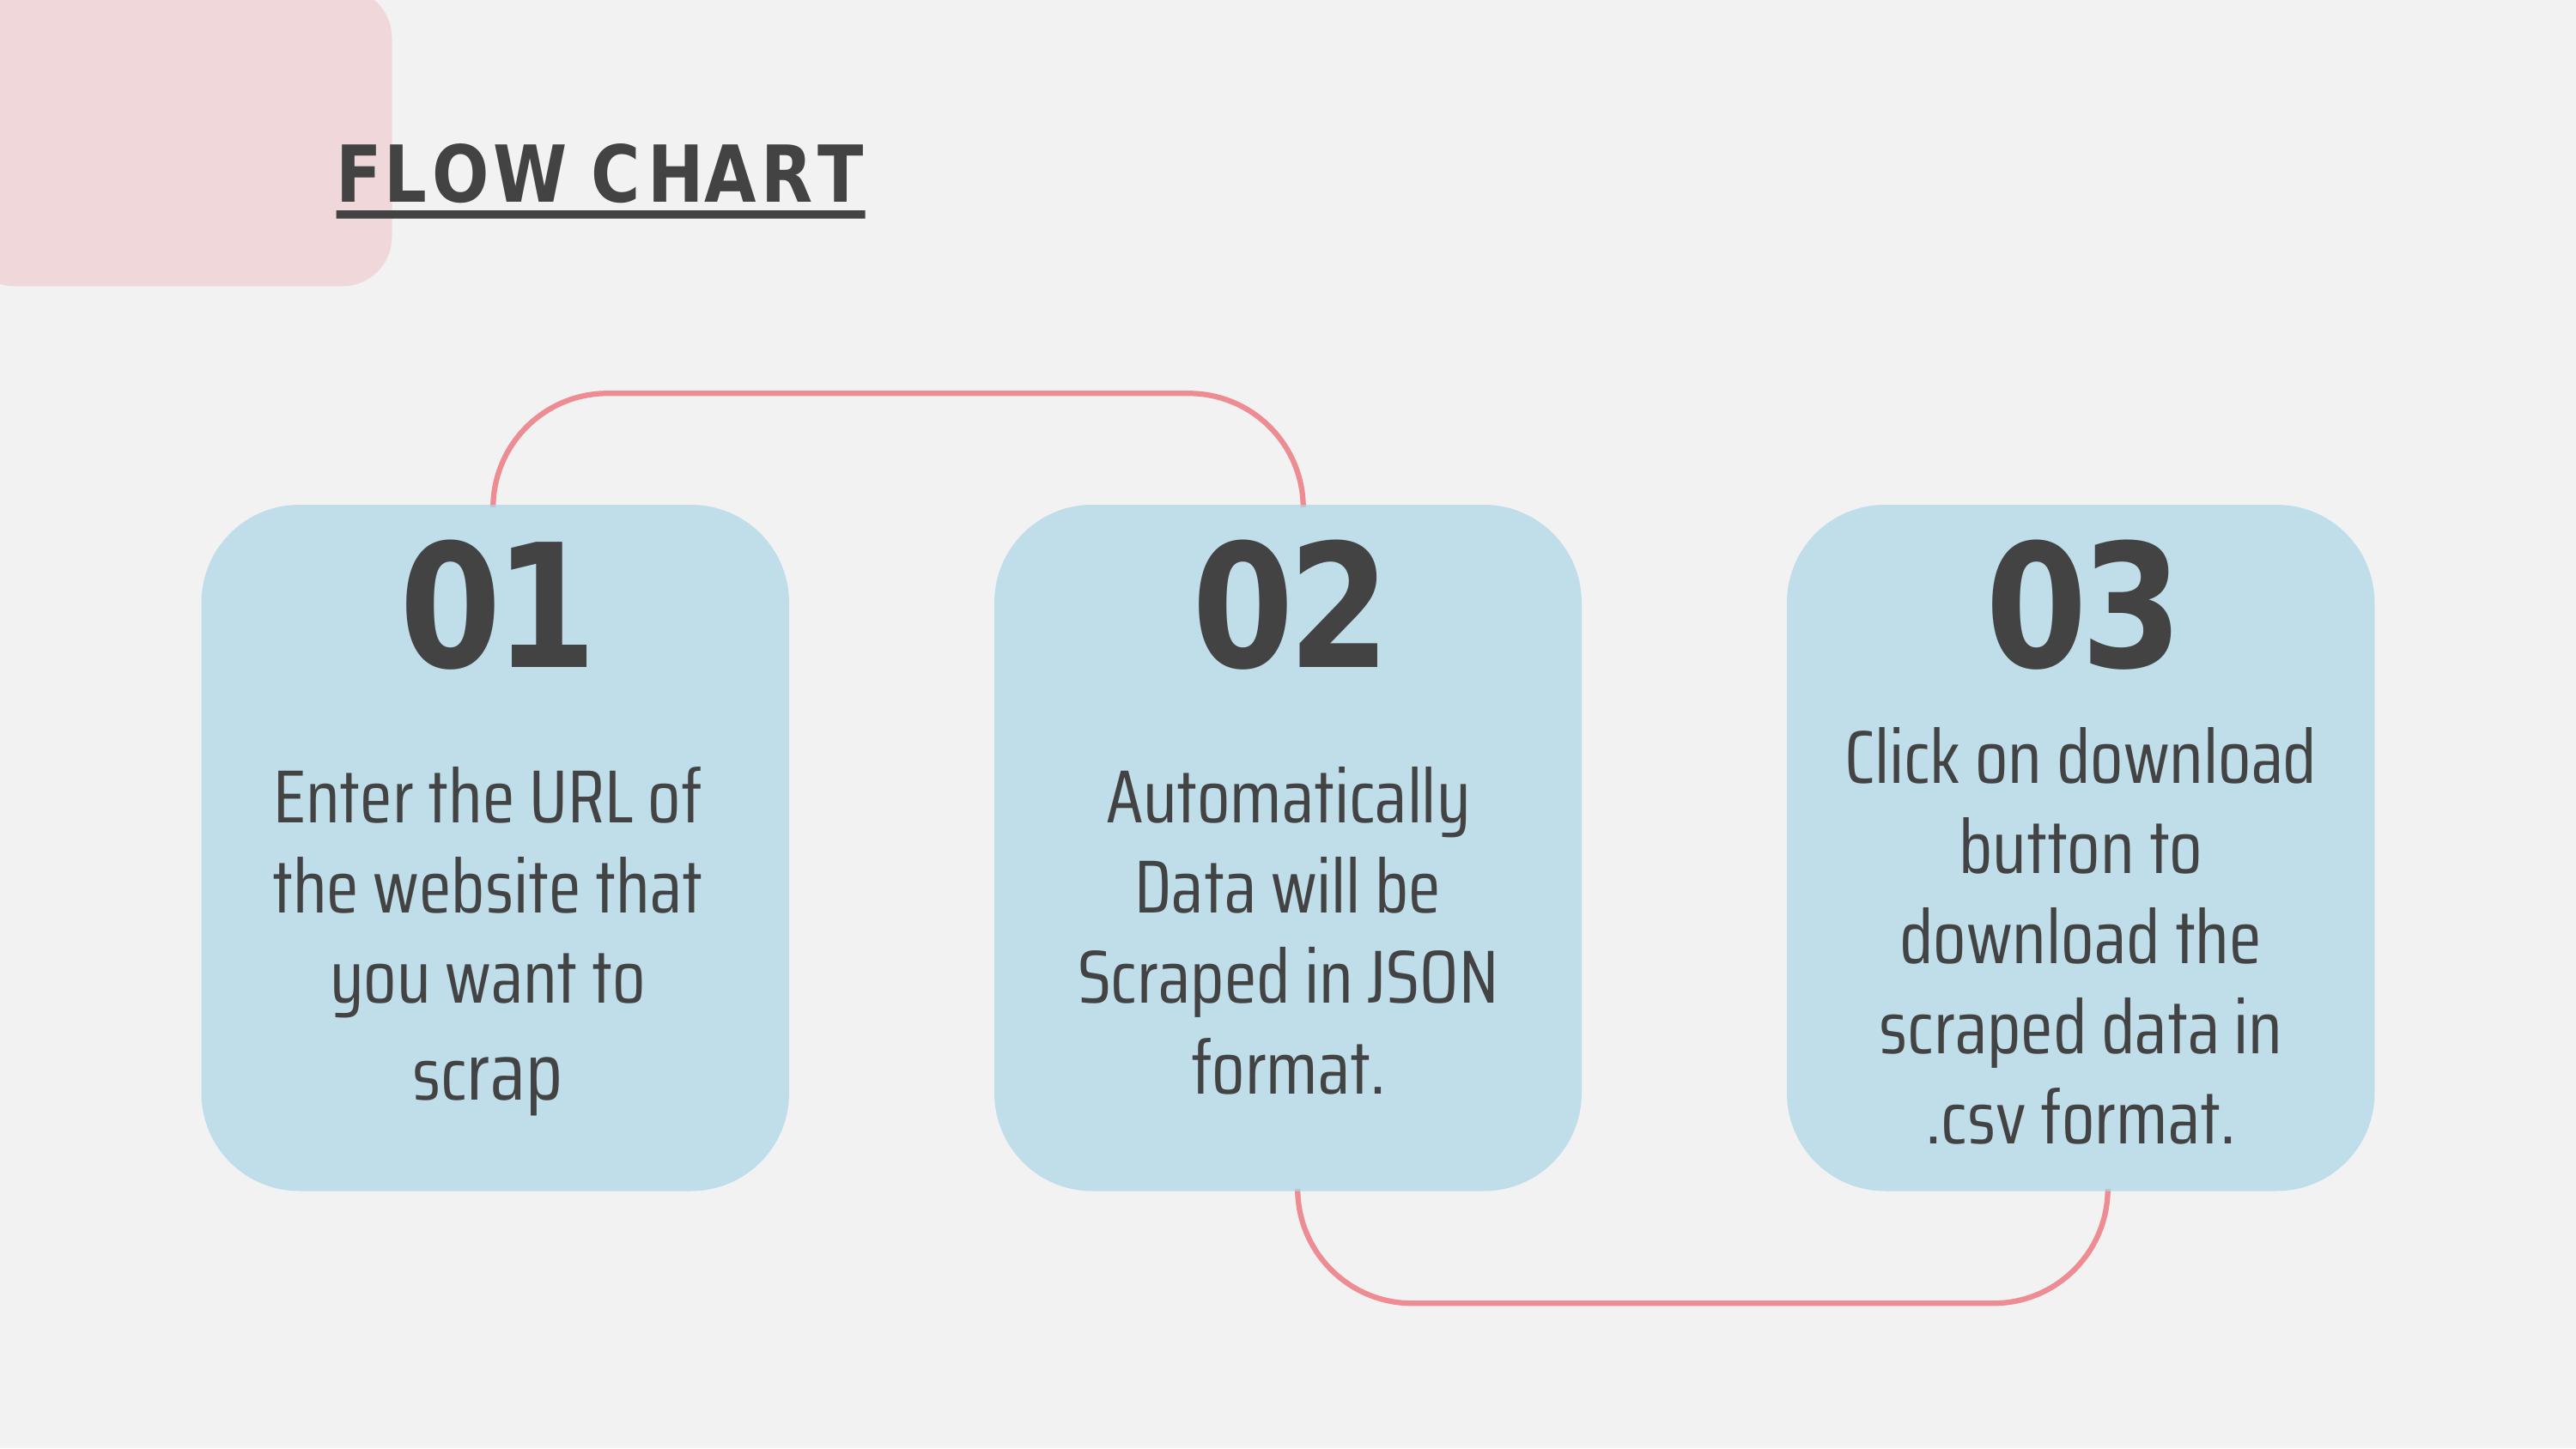 FLOW CHART
01
Enter the URL of
the website that
you want to
scrap
02
Automatically
Data will be
Scraped in JSON
format.
03
Click on download
button to
download the
scraped data in
.csv format.